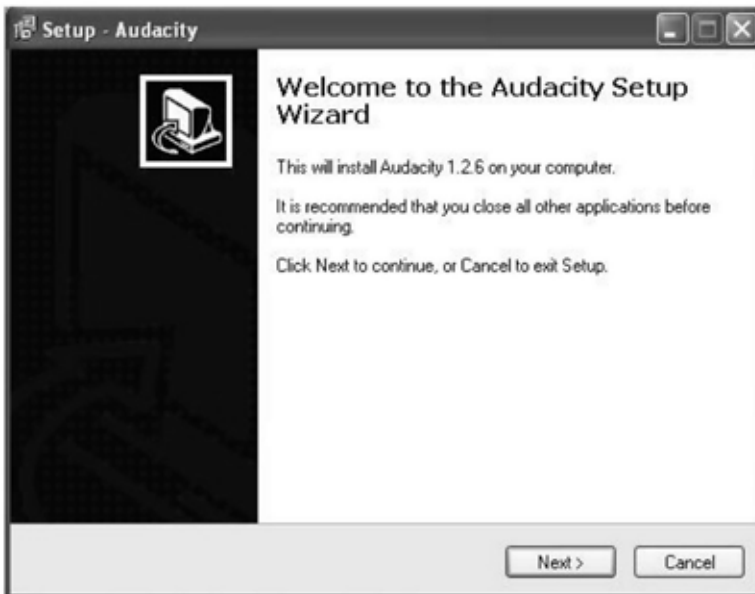 Setup - Audacity
Welcome to the Audacity Setup
Wizard
This will install Audacity 1.2.6 on your computer.
It is recommended that you close all other applications before
continuing.
Click Next to continue, or Cancel to exit Setup.
Next >
Cancel